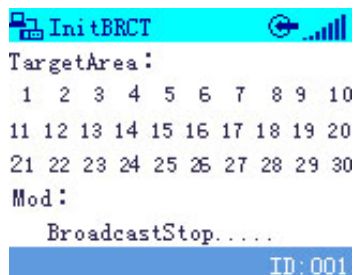 InitBRCT
TargetArea:
1 2 3 4 5 6 7 8 9 10
11 12 13 14 15 16 17 18 19 20
21 22 23 24 25 26 27 28 29 30
Mod:
BroadcastStop.....
ID:001